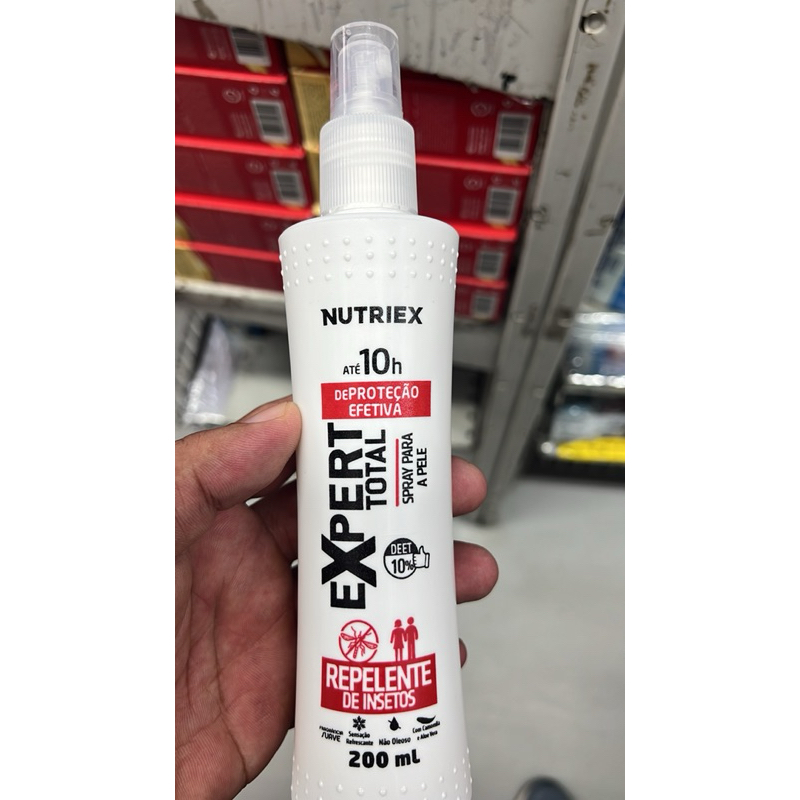 NUTRIEX
ATÉ 10h
DE PROTEÇÃO
EFETIVA
EXPERT
TOTAL
SPRAY PARA
A PELE
DEET
10%
REPELENTE
DE INSETOS
FRAGRÂNCIA
SUAVE
Sensação
Refrescante
Não Oleoso
Com Camomila
e Aloe Vera
200 mL